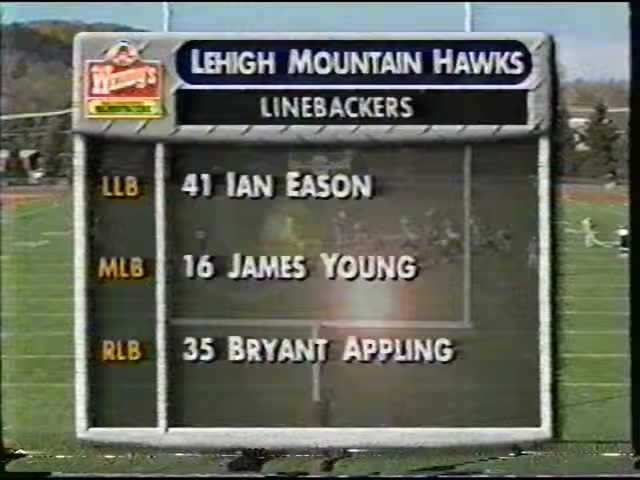 Wendy's
LEHIGH MOUNTAIN HAWKS
LINEBACKERS
LLB 41 IAN EASON
MLB 16 JAMES YOUNG
RLB 35 BRYANT APPLING